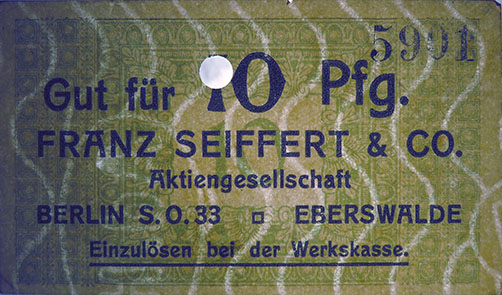 5901
Gut für 10 Pfg.
FRANZ SEIFFERT & CO.
Aktiengesellschaft
BERLIN S.O.33 ▫ EBERSWALDE
Einzulösen bei der Werkskasse.